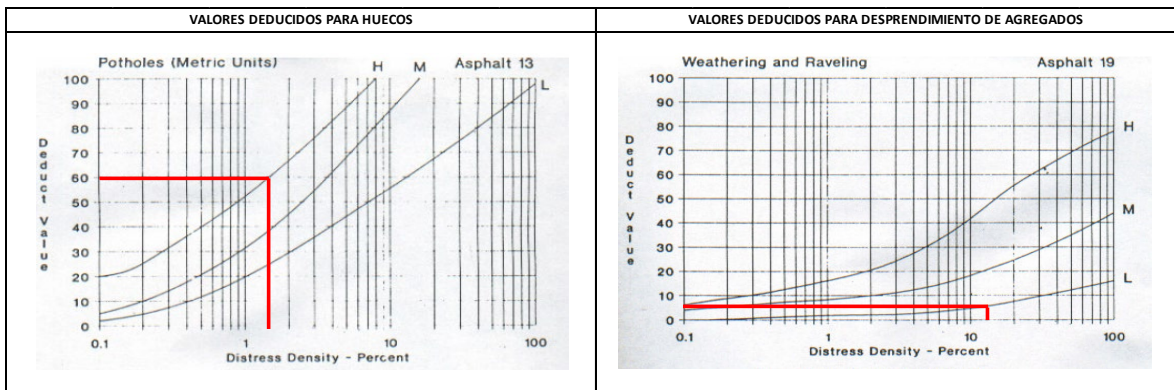 VALORES DEDUCIDOS PARA HUECOS
Potholes (Metric Units)
H
M
Asphalt 13
L
100
90
80
70
60
50
40
30
20
10
0
Deduct Value
0.1
1
10
100
Distress Density - Percent
VALORES DEDUCIDOS PARA DESPRENDIMIENTO DE AGREGADOS
Weathering and Raveling
Asphalt 19
100
90
80
70
60
50
40
30
20
10
0
Deduct Value
H
M
L
0.1
1
10
100
Distress Density - Percent